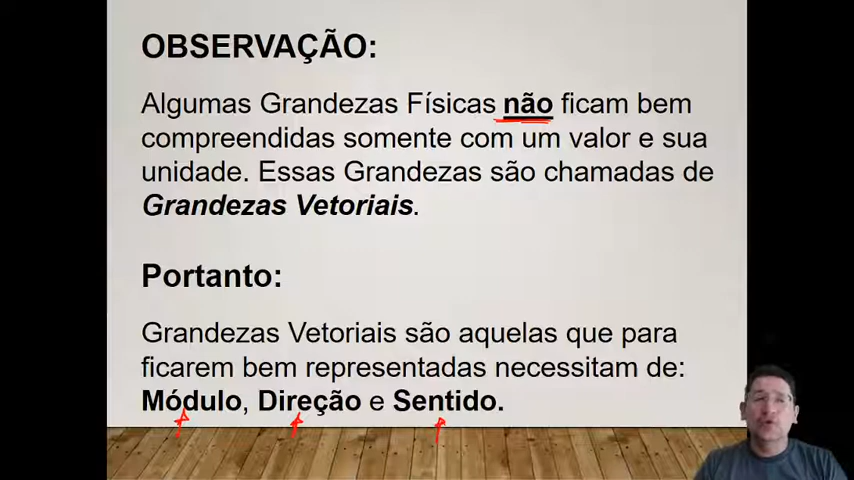 OBSERVAÇÃO:
Algumas Grandezas Físicas não ficam bem
compreendidas somente com um valor e sua
unidade. Essas Grandezas são chamadas de
Grandezas Vetoriais.
Portanto:
Grandezas Vetoriais são aquelas que para
ficarem bem representadas necessitam de:
Módulo, Direção e Sentido.